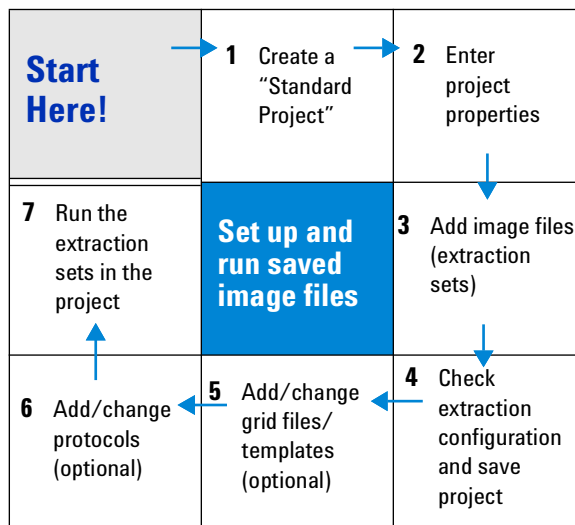 Start
Here!
1 Create a
“Standard
Project”
2 Enter
project
properties
3 Add image files
(extraction
sets)
4 Check
extraction
configuration
and save
project
5 Add/change
grid files/
templates
(optional)
6 Add/change
protocols
(optional)
7 Run the
extraction
sets in the
project
Set up and
run saved
image files